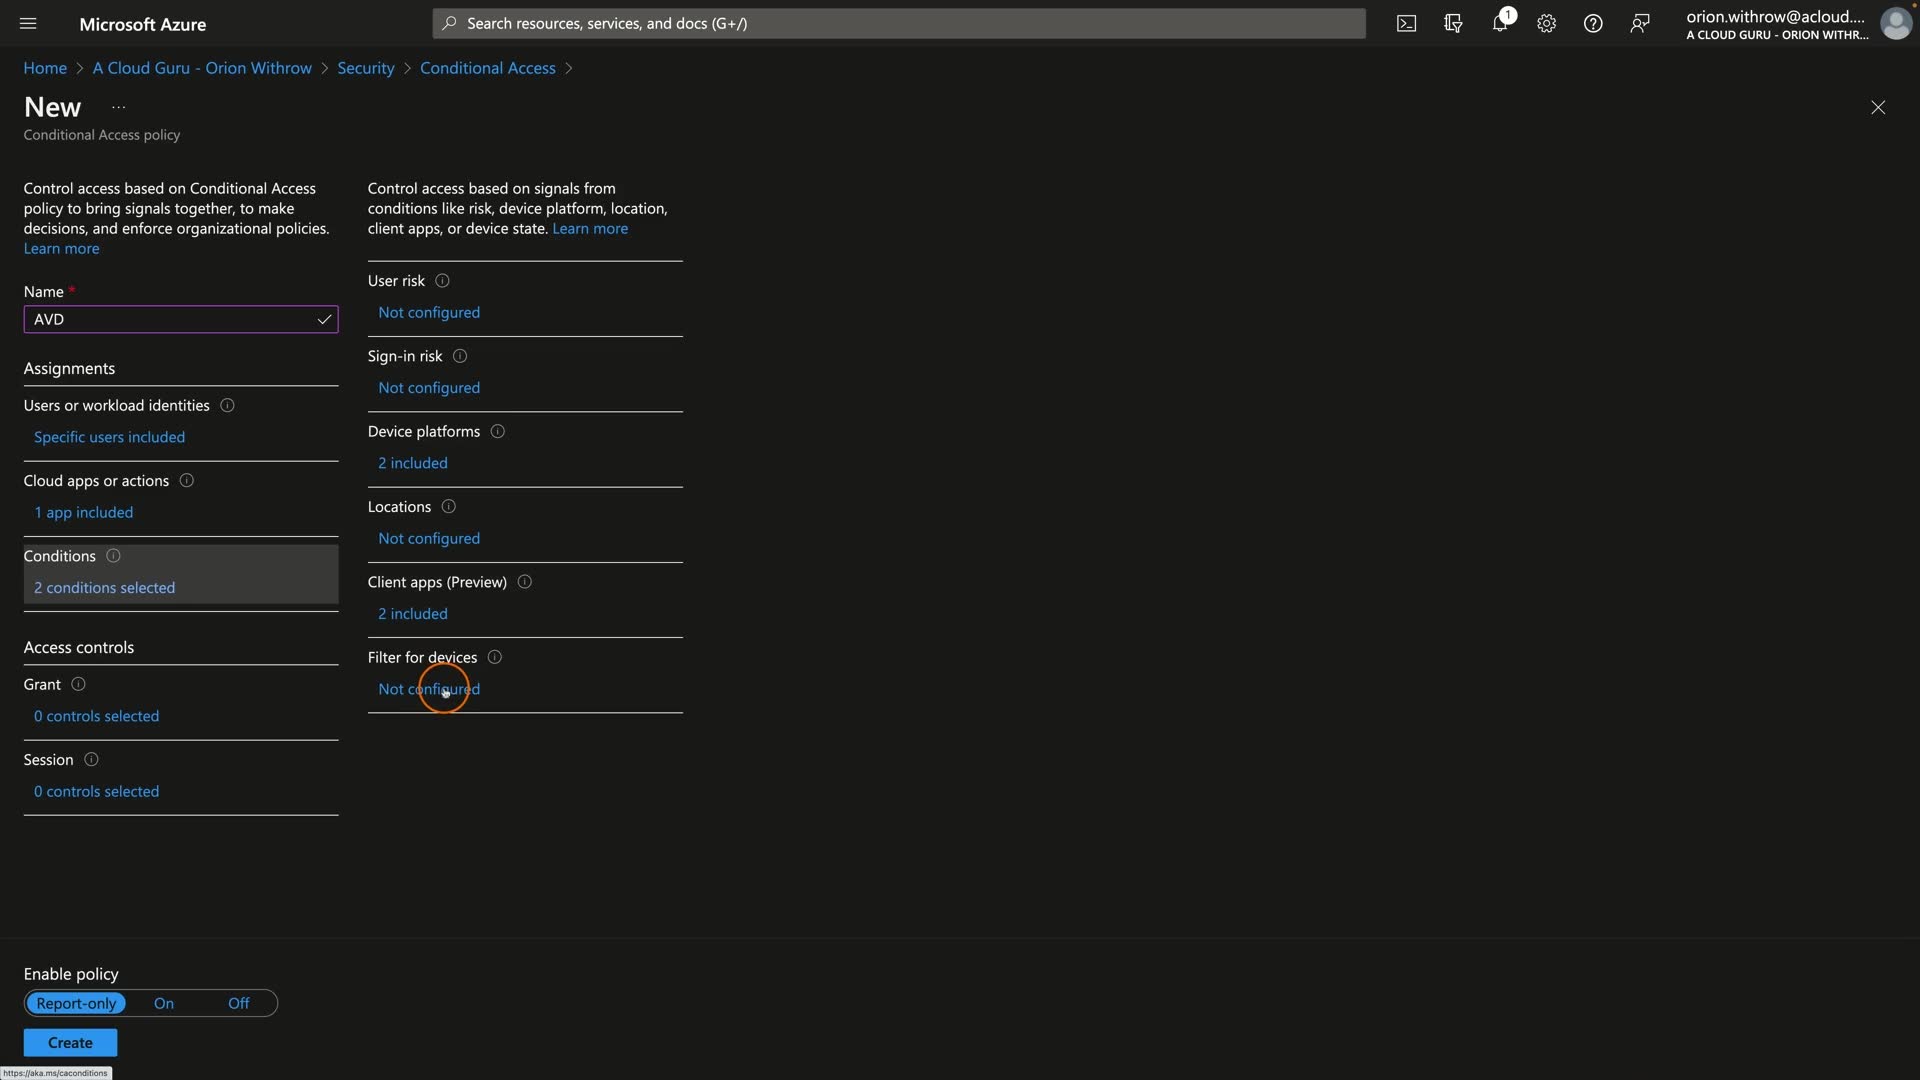 Microsoft Azure
Search resources, services, and docs (G+/)
1
orion.withrow@acloud....
A CLOUD GURU - ORION WITHR...
Home > A Cloud Guru - Orion Withrow > Security > Conditional Access >
New ...
Conditional Access policy
Control access based on Conditional Access
policy to bring signals together, to make
decisions, and enforce organizational policies.
Learn more
Name *
AVD
Assignments
Users or workload identities
Specific users included
Cloud apps or actions
1 app included
Conditions
2 conditions selected
Access controls
Grant
0 controls selected
Session
0 controls selected
Control access based on signals from
conditions like risk, device platform, location,
client apps, or device state. Learn more
User risk
Not configured
Sign-in risk
Not configured
Device platforms
2 included
Locations
Not configured
Client apps (Preview)
2 included
Filter for devices
Not configured
Enable policy
Report-only On Off
Create
https://aka.ms/caconditions